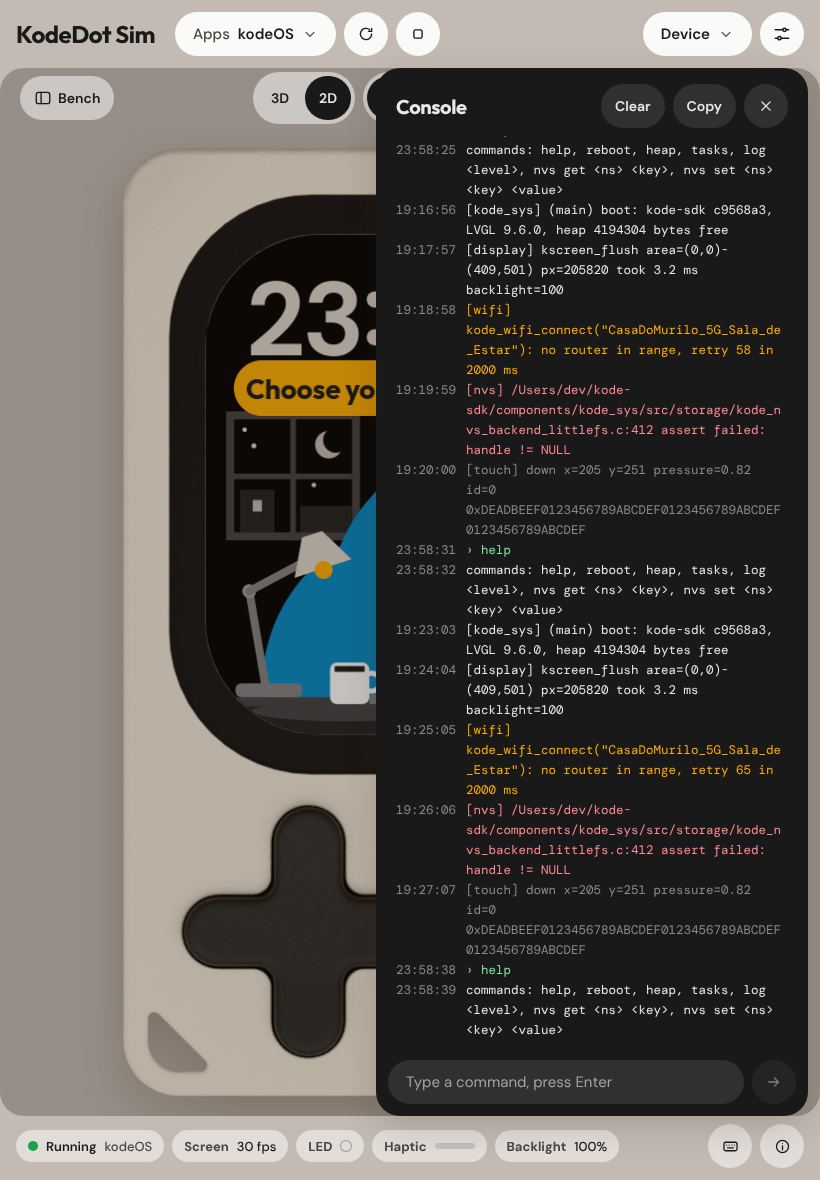 KodeDot Sim
Apps kodeOS
Device
Bench
3D
2D
23:
Choose yo
Console
Clear
Copy
23:58:25 commands: help, reboot, heap, tasks, log
<level>, nvs get <ns> <key>, nvs set <ns>
<key> <value>
19:16:56 [kode_sys] (main) boot: kode-sdk c9568a3,
LVGL 9.6.0, heap 4194304 bytes free
19:17:57 [display] kscreen_flush area=(0,0)-
(409,501) px=205820 took 3.2 ms
backlight=100
19:18:58 [wifi]
kode_wifi_connect("CasaDoMurilo_5G_Sala_de
_Estar"): no router in range, retry 58 in
2000 ms
19:19:59 [nvs] /Users/dev/kode-
sdk/components/kode_sys/src/storage/kode_n
vs_backend_littlefs.c:412 assert failed:
handle != NULL
19:20:00 [touch] down x=205 y=251 pressure=0.82
id=0
0xDEADBEEF0123456789ABCDEF0123456789ABCDEF
0123456789ABCDEF
23:58:31 › help
23:58:32 commands: help, reboot, heap, tasks, log
<level>, nvs get <ns> <key>, nvs set <ns>
<key> <value>
19:23:03 [kode_sys] (main) boot: kode-sdk c9568a3,
LVGL 9.6.0, heap 4194304 bytes free
19:24:04 [display] kscreen_flush area=(0,0)-
(409,501) px=205820 took 3.2 ms
backlight=100
19:25:05 [wifi]
kode_wifi_connect("CasaDoMurilo_5G_Sala_de
_Estar"): no router in range, retry 65 in
2000 ms
19:26:06 [nvs] /Users/dev/kode-
sdk/components/kode_sys/src/storage/kode_n
vs_backend_littlefs.c:412 assert failed:
handle != NULL
19:27:07 [touch] down x=205 y=251 pressure=0.82
id=0
0xDEADBEEF0123456789ABCDEF0123456789ABCDEF
0123456789ABCDEF
23:58:38 › help
23:58:39 commands: help, reboot, heap, tasks, log
<level>, nvs get <ns> <key>, nvs set <ns>
<key> <value>
Type a command, press Enter
Running kodeOS
Screen 30 fps
LED
Haptic
Backlight 100%